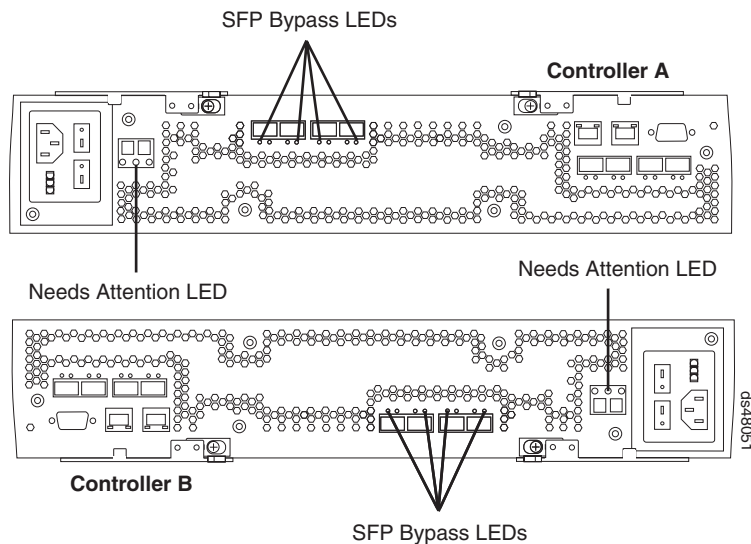 SFP Bypass LEDs
Controller A
Needs Attention LED
Needs Attention LED
Controller B
SFP Bypass LEDs
ds48051